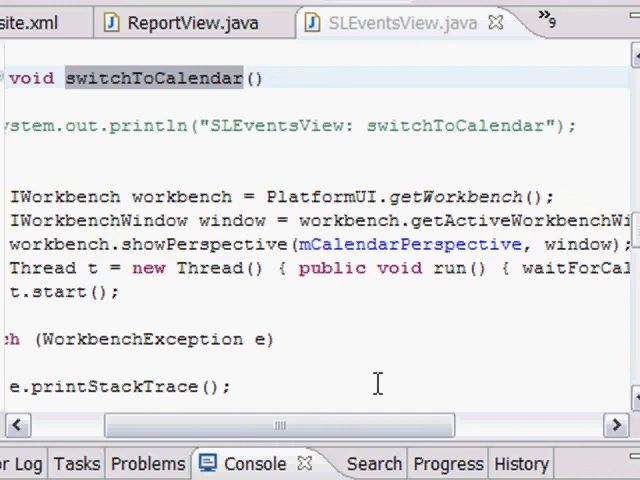 site.xml ReportView.java SLEventsView.java 9
void switchToCalendar()
ystem.out.println("SLEventsView: switchToCalendar");
IWorkbench workbench = PlatformUI.getWorkbench();
IWorkbenchWindow window = workbench.getActiveWorkbenchWi
workbench.showPerspective(mCalendarPerspective, window);
Thread t = new Thread() { public void run() { waitForCal
t.start();
ch (WorkbenchException e)
e.printStackTrace();
or Log Tasks Problems Console Search Progress History